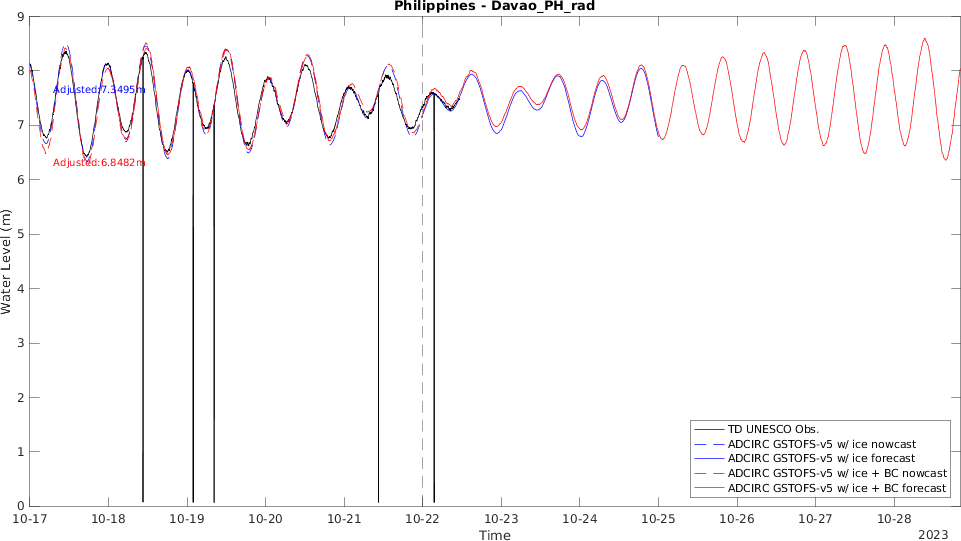 Philippines - Davao_PH_rad
Water Level (m)
9
8
7
6
5
4
3
2
1
0
Adjusted:7.3495m
Adjusted:6.8482m
TD UNESCO Obs.
ADCIRC GSTOFS-v5 w/ ice nowcast
ADCIRC GSTOFS-v5 w/ ice forecast
ADCIRC GSTOFS-v5 w/ ice + BC nowcast
ADCIRC GSTOFS-v5 w/ ice + BC forecast
10-17 10-18 10-19 10-20 10-21 10-22 10-23 10-24 10-25 10-26 10-27 10-28
Time
2023